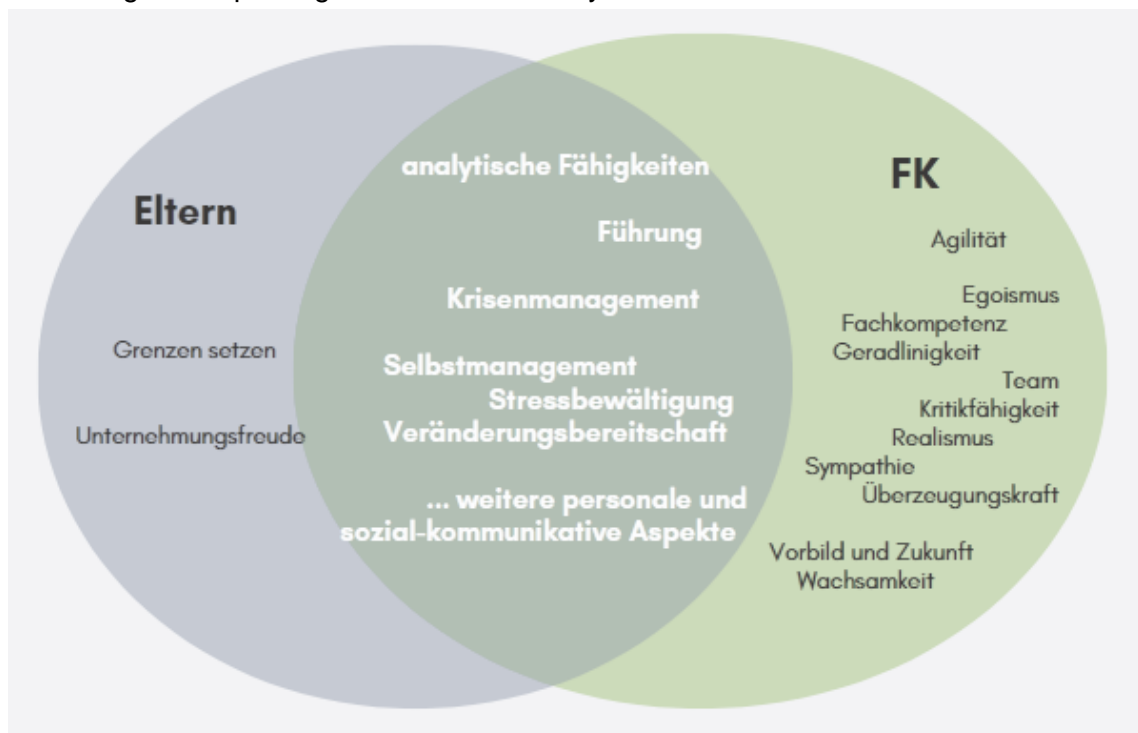 Eltern
Grenzen setzen
Unternehmungsfreude
analytische Fähigkeiten
Führung
Krisenmanagement
Selbstmanagement
Stressbewältigung
Veränderungsbereitschaft
... weitere personale und
sozial-kommunikative Aspekte
FK
Agilität
Egoismus
Fachkompetenz
Geradlinigkeit
Team
Kritikfähigkeit
Realismus
Sympathie
Überzeugungskraft
Vorbild und Zukunft
Wachsamkeit